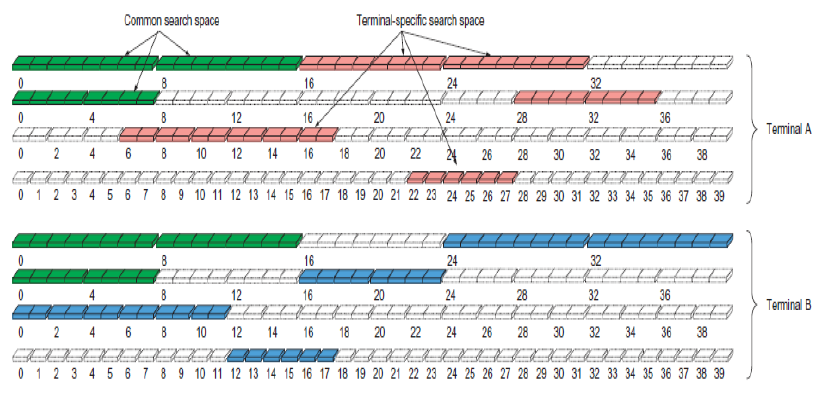 Common search space Terminal-specific search space
0 8 16 24 32
0 4 8 12 16 20 24 28 32 36
Terminal A
0 2 4 6 8 10 12 14 16 18 20 22 24 26 28 30 32 34 36 38
0 1 2 3 4 5 6 7 8 9 10 11 12 13 14 15 16 17 18 19 20 21 22 23 24 25 26 27 28 29 30 31 32 33 34 35 36 37 38 39
0 8 16 24 32
0 4 8 12 16 20 24 28 32 36
Terminal B
0 2 4 6 8 10 12 14 16 18 20 22 24 26 28 30 32 34 36 38
0 1 2 3 4 5 6 7 8 9 10 11 12 13 14 15 16 17 18 19 20 21 22 23 24 25 26 27 28 29 30 31 32 33 34 35 36 37 38 39